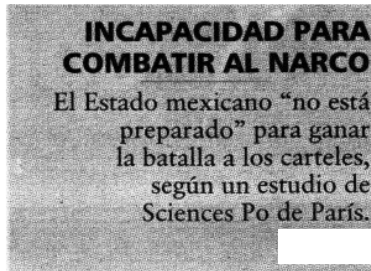 INCAPACIDAD PARA
COMBATIR AL NARCO
El Estado mexicano “no está
preparado” para ganar
la batalla a los carteles,
según un estudio de
Sciences Po de París.